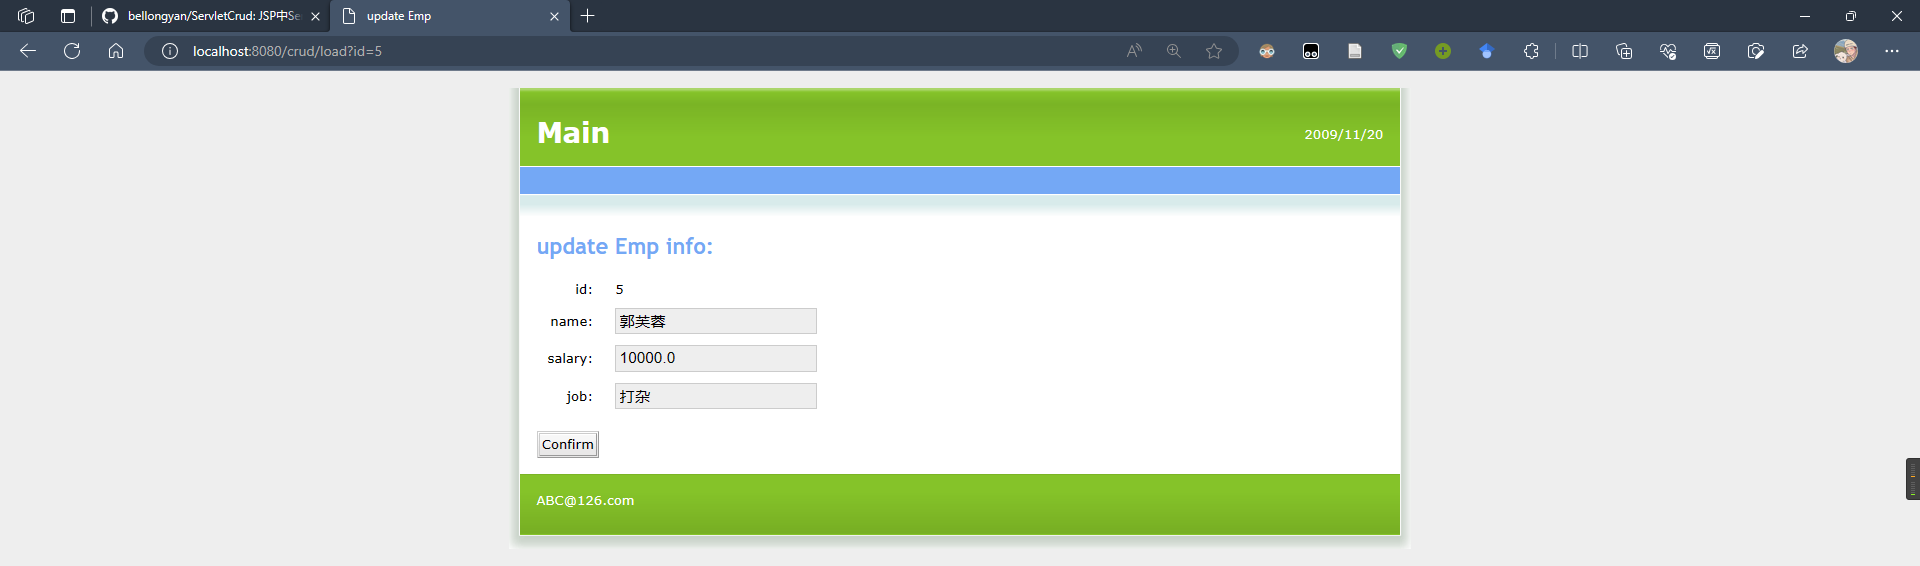 bellongyan/ServletCrud: JSP中Se
update Emp
localhost:8080/crud/load?id=5
Main
2009/11/20
update Emp info:
id: 5
name: 郭芙蓉
salary: 10000.0
job: 打杂
Confirm
ABC@126.com